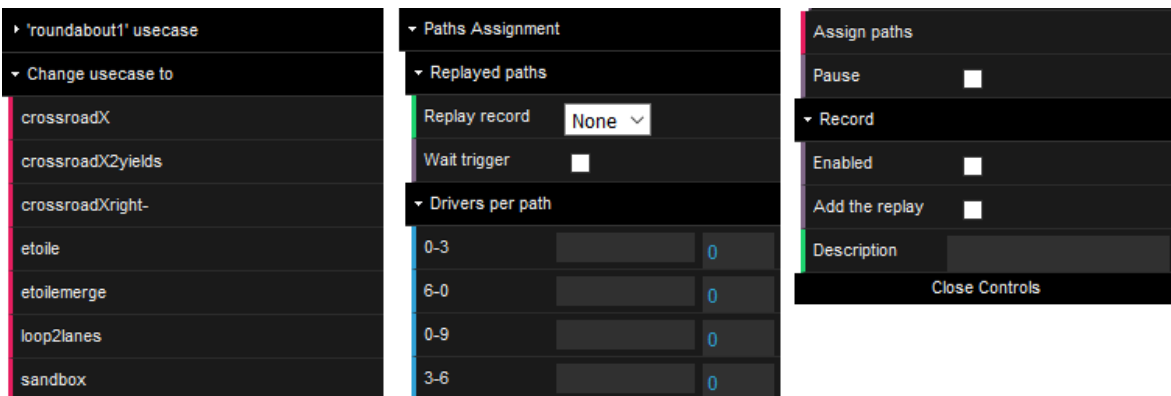 'roundabout1' usecase
Change usecase to
crossroadX
crossroadX2yields
crossroadXright-
etoile
etoilemerge
loop2lanes
sandbox
Paths Assignment
Replayed paths
Replay record None
Wait trigger
Drivers per path
0-3 0
6-0 0
0-9 0
3-6 0
Assign paths
Pause
Record
Enabled
Add the replay
Description
Close Controls